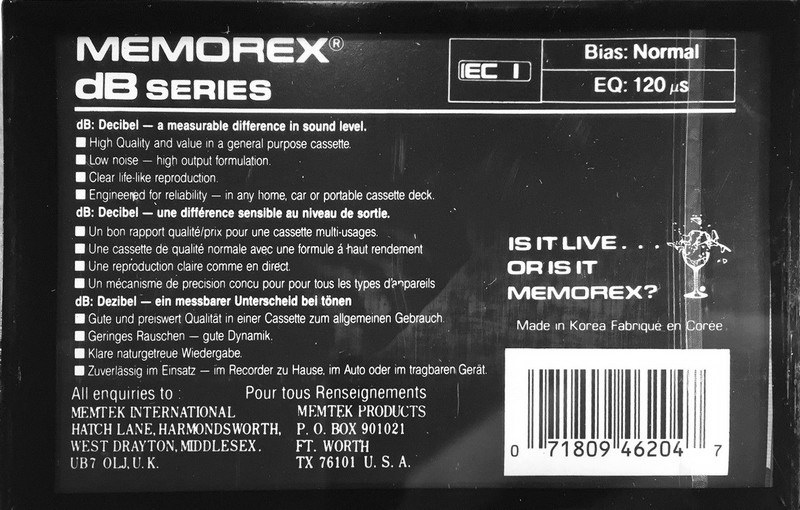 MEMOREX®
dB SERIES
IEC I
Bias: Normal
EQ: 120 μs
dB: Decibel — a measurable difference in sound level.
High Quality and value in a general purpose cassette.
Low noise — high output formulation.
Clear life-like reproduction.
Engineered for reliability — in any home, car or portable cassette deck.
dB: Decibel — une différence sensible au niveau de sortie.
Un bon rapport qualité/prix pour une cassette multi-usages.
Une cassette de qualité normale avec une formule á haut rendement
Une reproduction claire comme en direct.
Un mécanisme de précision concu pour pour tous les types d'appareils
dB: Dezibel — ein messbarer Unterscheid bei tönen
Gute und preiswert Qualität in einer Cassette zum allgemeinen Gebrauch.
Geringes Rauschen — gute Dynamik.
Klare naturgetreue Wiedergabe.
Zuverlässig im Einsatz — im Recorder zu Hause, im Auto oder im tragbaren Gerät.
All enquiries to :
MEMTEK INTERNATIONAL
HATCH LANE, HARMONDSWORTH,
WEST DRAYTON, MIDDLESEX.
UB7 OLJ, U.K.
Pour tous Renseignements
MEMTEK PRODUCTS
P. O. BOX 901021
FT. WORTH
TX 76101 U. S. A.
IS IT LIVE . . .
OR IS IT
MEMOREX?
Made in Korea Fabriqué en Corée
0 71809 46204 7